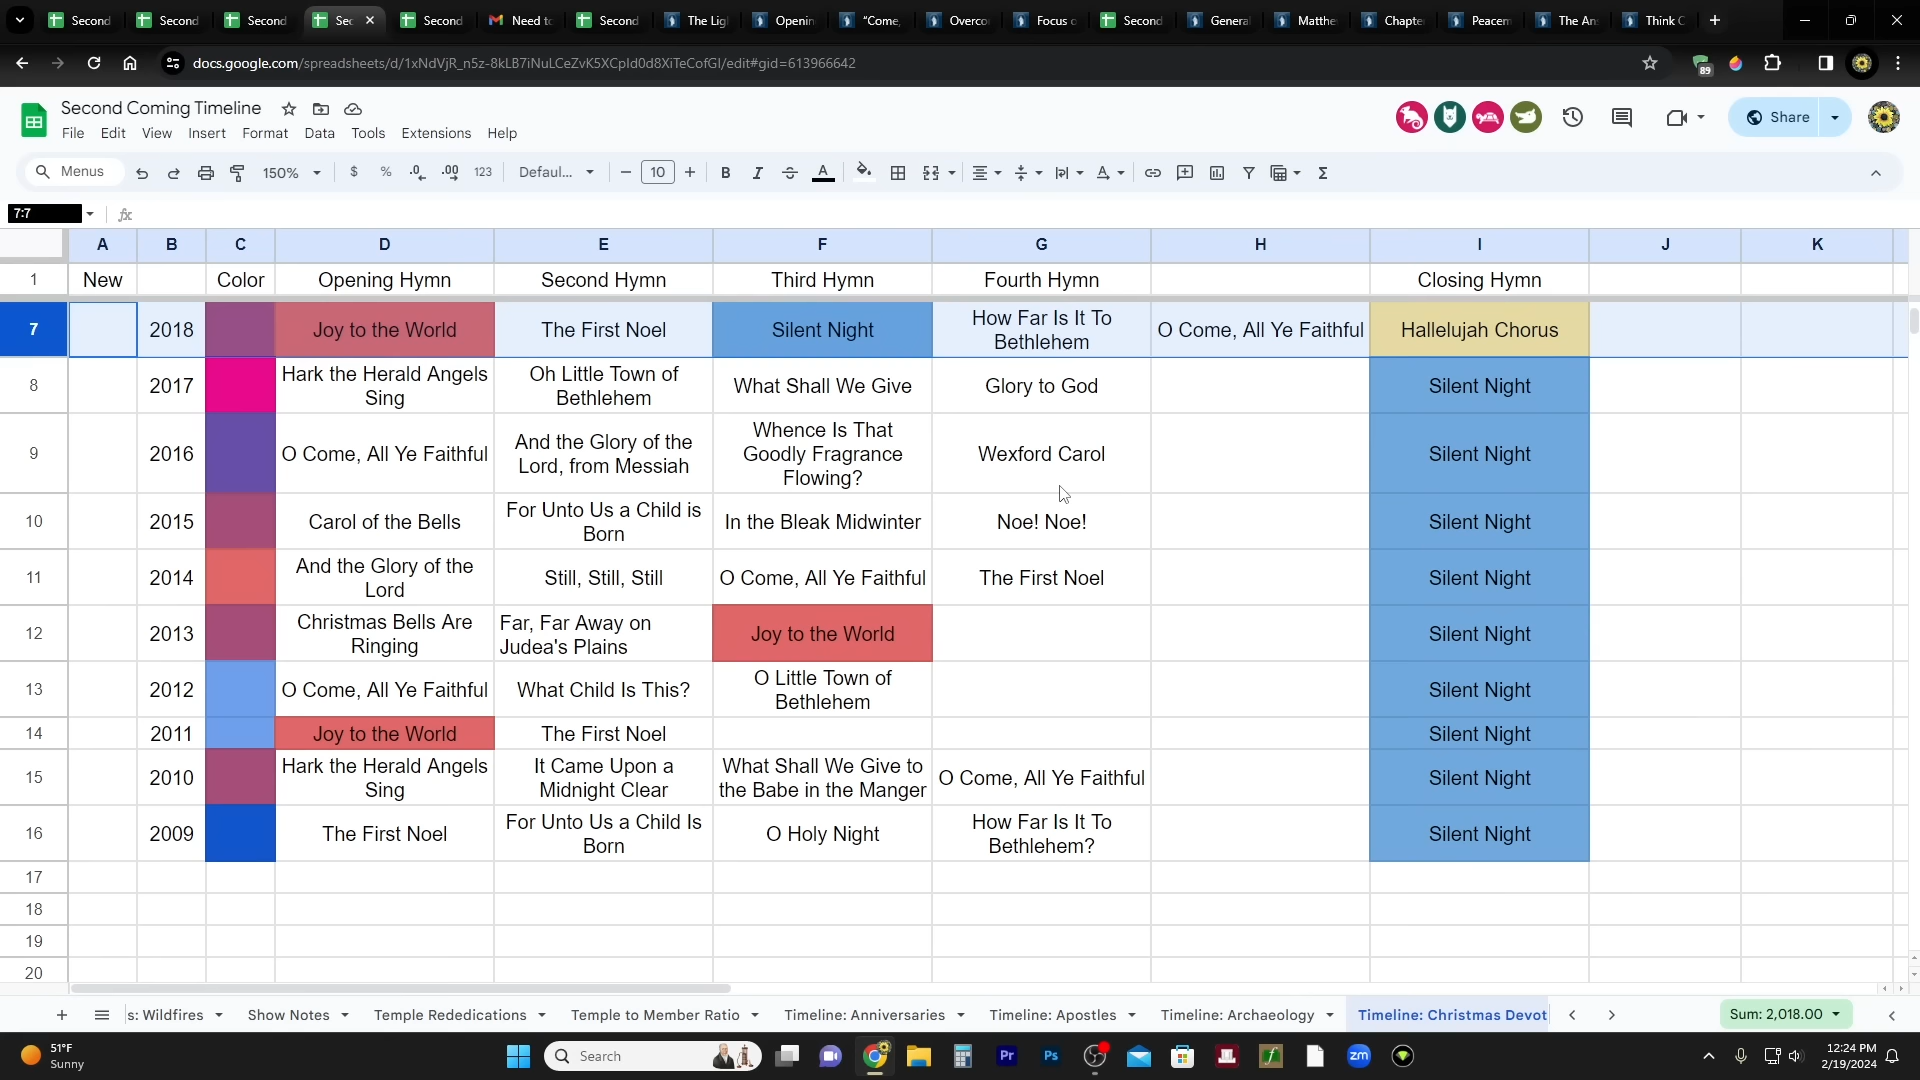 Second
Second
Second
Sec
Second
Need to
Second
The Lig
Openin
"Come,
Overco
Focus o
Second
General
Matthe
Chapte
Peacem
The An
Think C
docs.google.com/spreadsheets/d/1xNdVjR_n5z-8kLB7iNuLCeZvK5XCpId0d8XiTeCofGI/edit#gid=613966642
89
Second Coming Timeline
File Edit View Insert Format Data Tools Extensions Help
Share
Menus
150%
$ % .0 .00 123
Defaul...
10
B I A
7:7
fx
A B C D E F G H I J K
1 New Color Opening Hymn Second Hymn Third Hymn Fourth Hymn Closing Hymn
7 2018 Joy to the World The First Noel Silent Night How Far Is It To
Bethlehem O Come, All Ye Faithful Hallelujah Chorus
8 2017 Hark the Herald Angels
Sing
Oh Little Town of
Bethlehem
What Shall We Give Glory to God Silent Night
9 2016 O Come, All Ye Faithful
And the Glory of the
Lord, from Messiah
Whence Is That
Goodly Fragrance
Flowing?
Wexford Carol Silent Night
10 2015 Carol of the Bells
For Unto Us a Child is
Born
In the Bleak Midwinter Noe! Noe! Silent Night
11 2014 And the Glory of the
Lord
Still, Still, Still O Come, All Ye Faithful The First Noel Silent Night
12 2013 Christmas Bells Are
Ringing
Far, Far Away on
Judea's Plains
Joy to the World Silent Night
13 2012 O Come, All Ye Faithful What Child Is This?
O Little Town of
Bethlehem
Silent Night
14 2011 Joy to the World The First Noel Silent Night
15 2010 Hark the Herald Angels
Sing
It Came Upon a
Midnight Clear
What Shall We Give to
the Babe in the Manger
O Come, All Ye Faithful Silent Night
16 2009 The First Noel
For Unto Us a Child Is
Born
O Holy Night
How Far Is It To
Bethlehem?
Silent Night
17
18
19
20
s: Wildfires Show Notes Temple Rededications Temple to Member Ratio Timeline: Anniversaries Timeline: Apostles Timeline: Archaeology Timeline: Christmas Devot
Sum: 2,018.00
51°F
Sunny
Search
Pr
Ps
zm
12:24 PM
2/19/2024